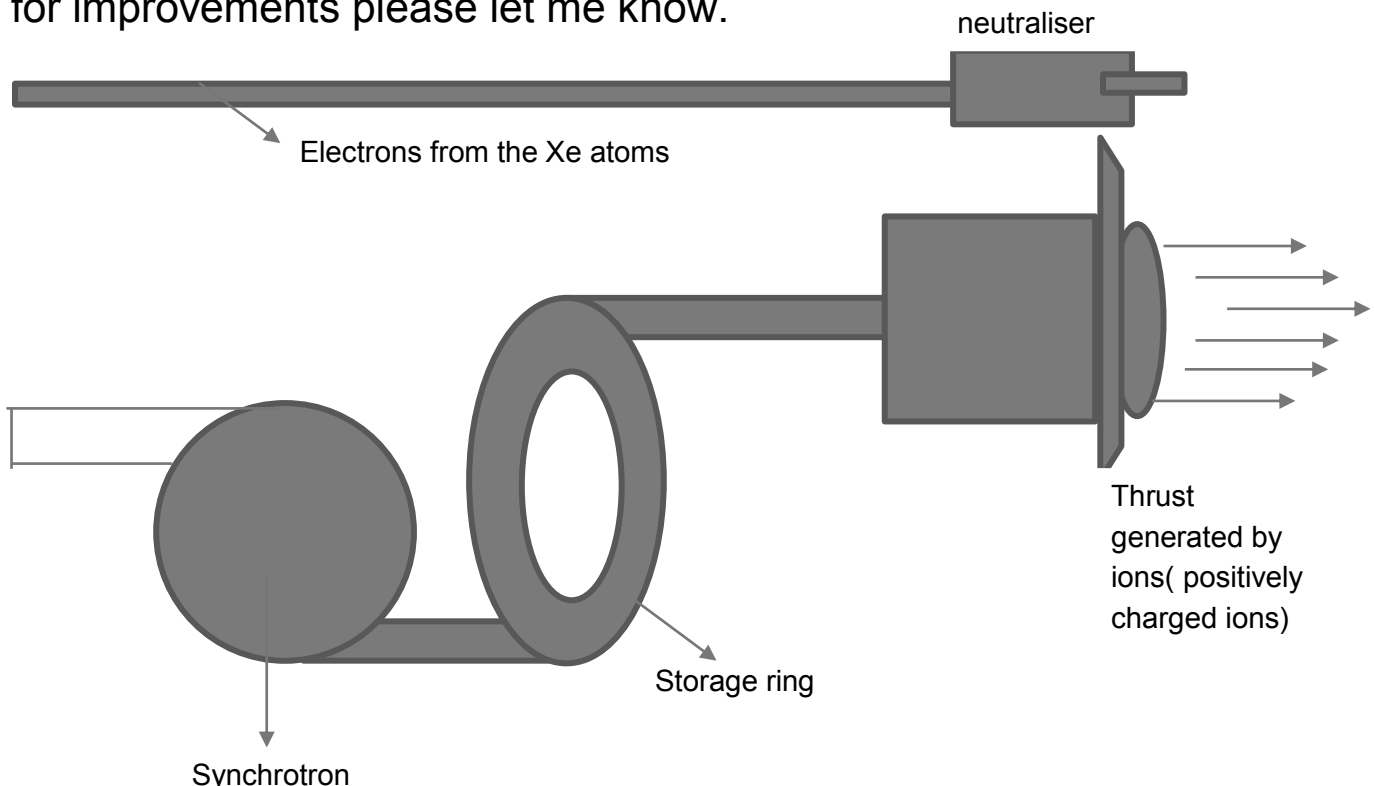 for improvements please let me know.
neutraliser
Electrons from the Xe atoms
Thrust
generated by
ions( positively
charged ions)
Storage ring
Synchrotron